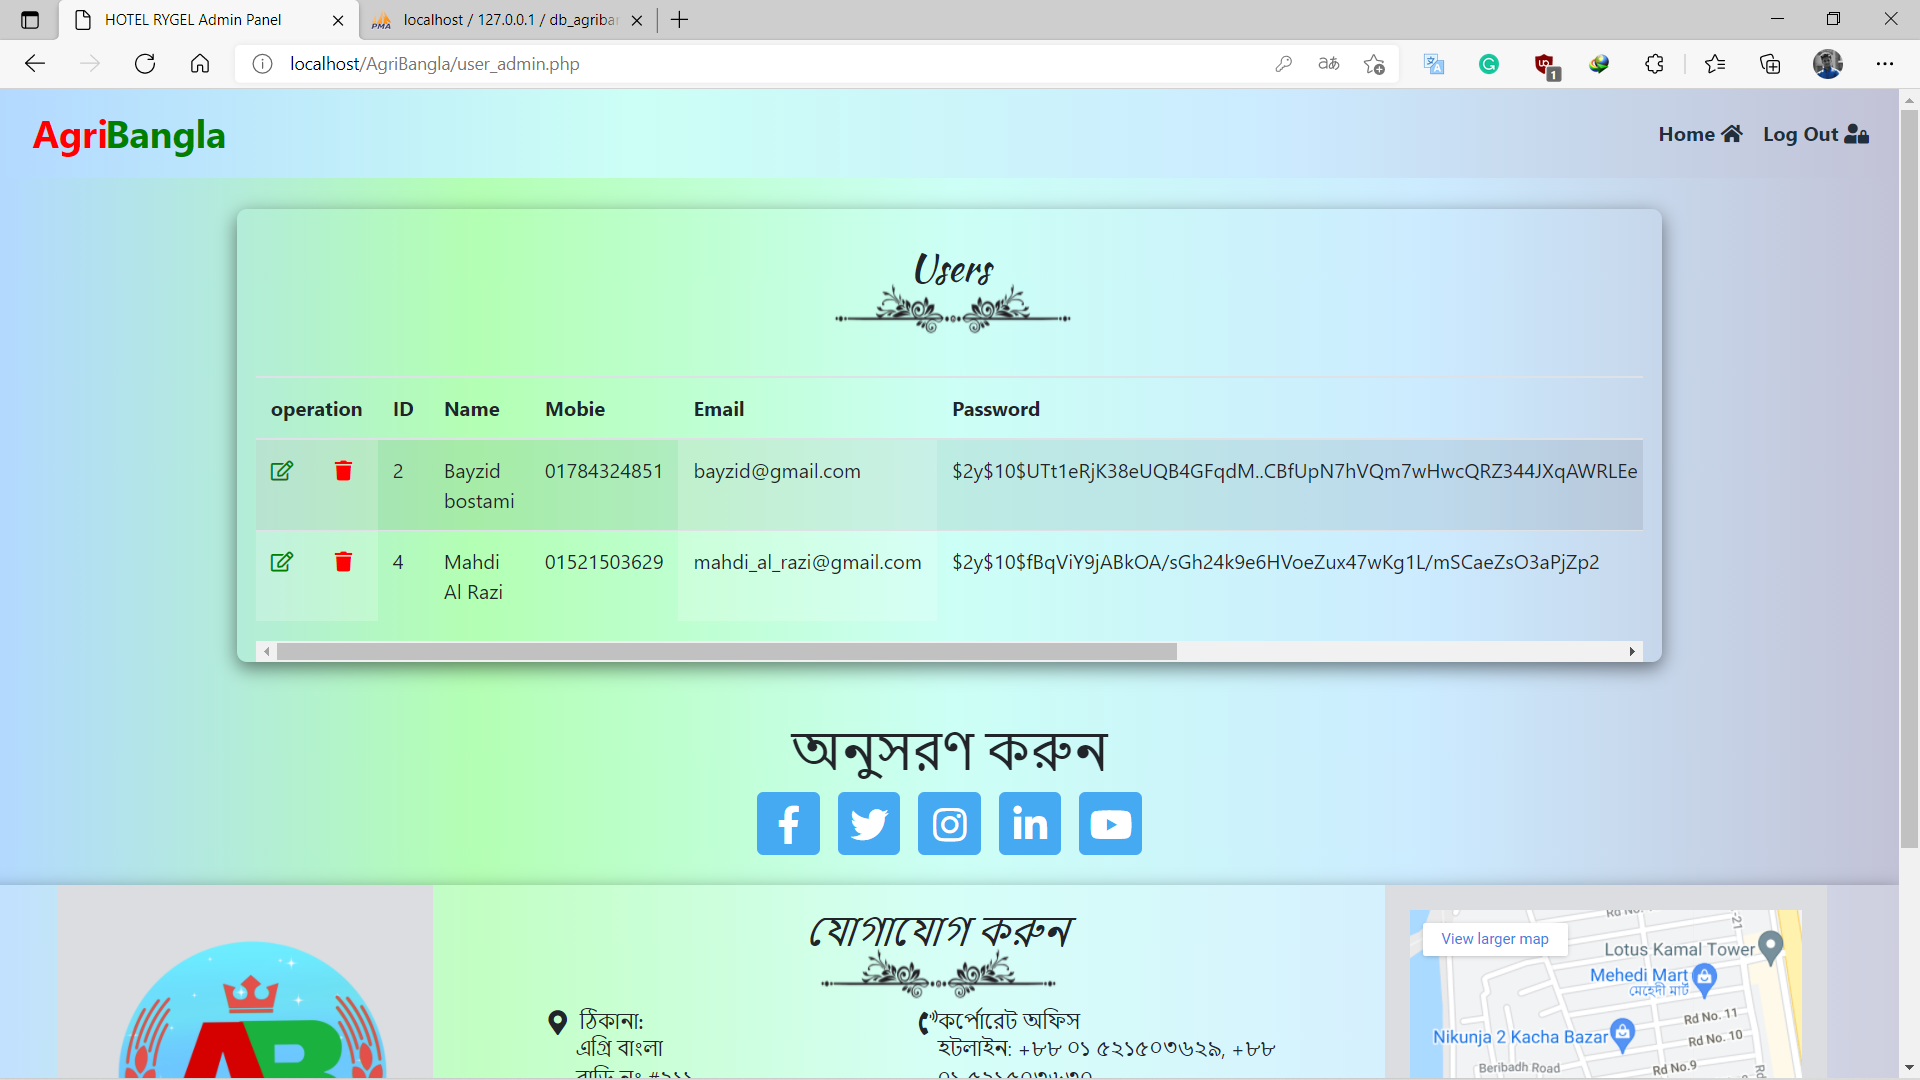 HOTEL RYGEL Admin Panel
localhost / 127.0.0.1 / db_agriba
localhost/AgriBangla/user_admin.php
AgriBangla
Home
Log Out
Users
operation ID Name Mobie Email Password
2 Bayzid bostami 01784324851 bayzid@gmail.com $2y$10$UTt1eRjK38eUQB4GFqdM..CBfUpN7hVQm7wHwcQRZ344JXqAWRLEe
4 Mahdi Al Razi 01521503629 mahdi_al_razi@gmail.com $2y$10$fBqViY9jABkOA/sGh24k9e6HVoeZux47wKg1L/mSCaeZsO3aPjZp2
অনুসরণ করুন
যোগাযোগ করুন
ঠিকানা:
এগ্রি বাংলা
কর্পোরেট অফিস
হটলাইন: +৮৮ ০১ ৫২১৫০৩৬২৯, +৮৮
View larger map
Lotus Kamal Tower
Mehedi Mart
মেহেদী মার্ট
Rd No. 11
Nikunja 2 Kacha Bazar
Rd No. 10
Beribadh Road
Rd No.9